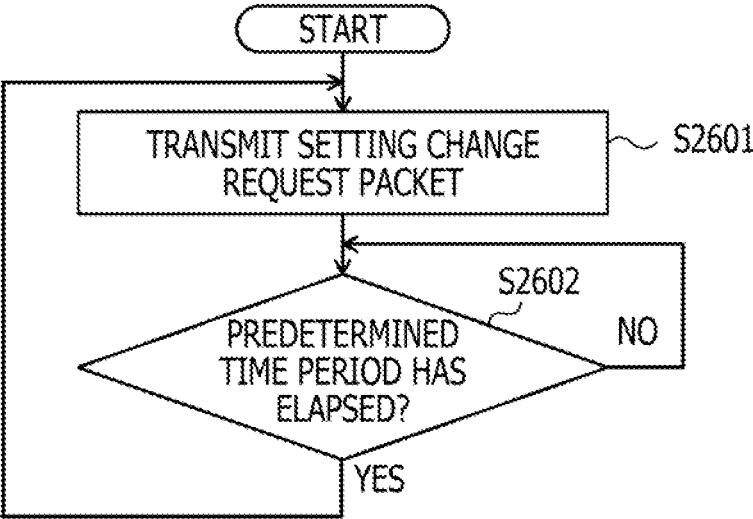 START
TRANSMIT SETTING CHANGE
REQUEST PACKET
S2601
S2602
PREDETERMINED
TIME PERIOD HAS
ELAPSED?
NO
YES